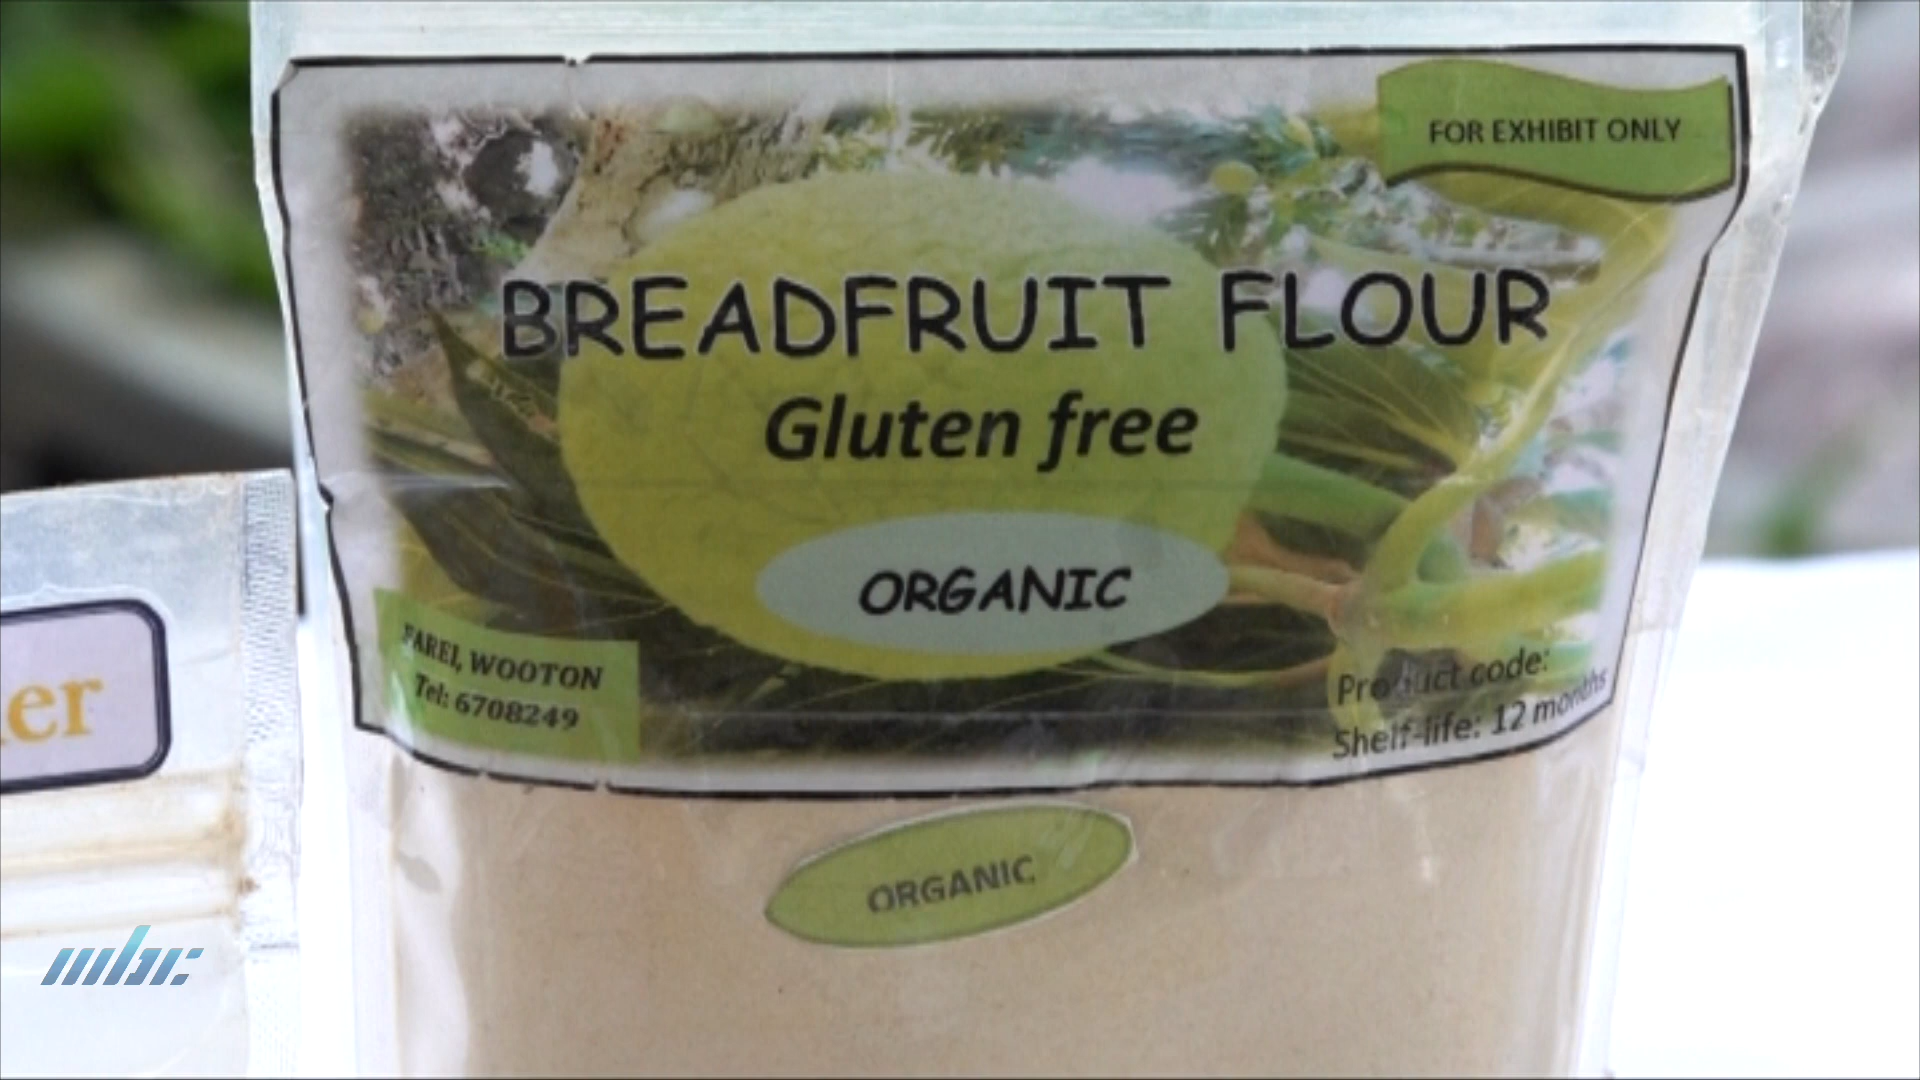 FOR EXHIBIT ONLY
BREADFRUIT FLOUR
Gluten free
ORGANIC
FAREI, WOOTON
Tel: 6708249
Product code:
Shelf-life: 12 months
ORGANIC
er
mbc